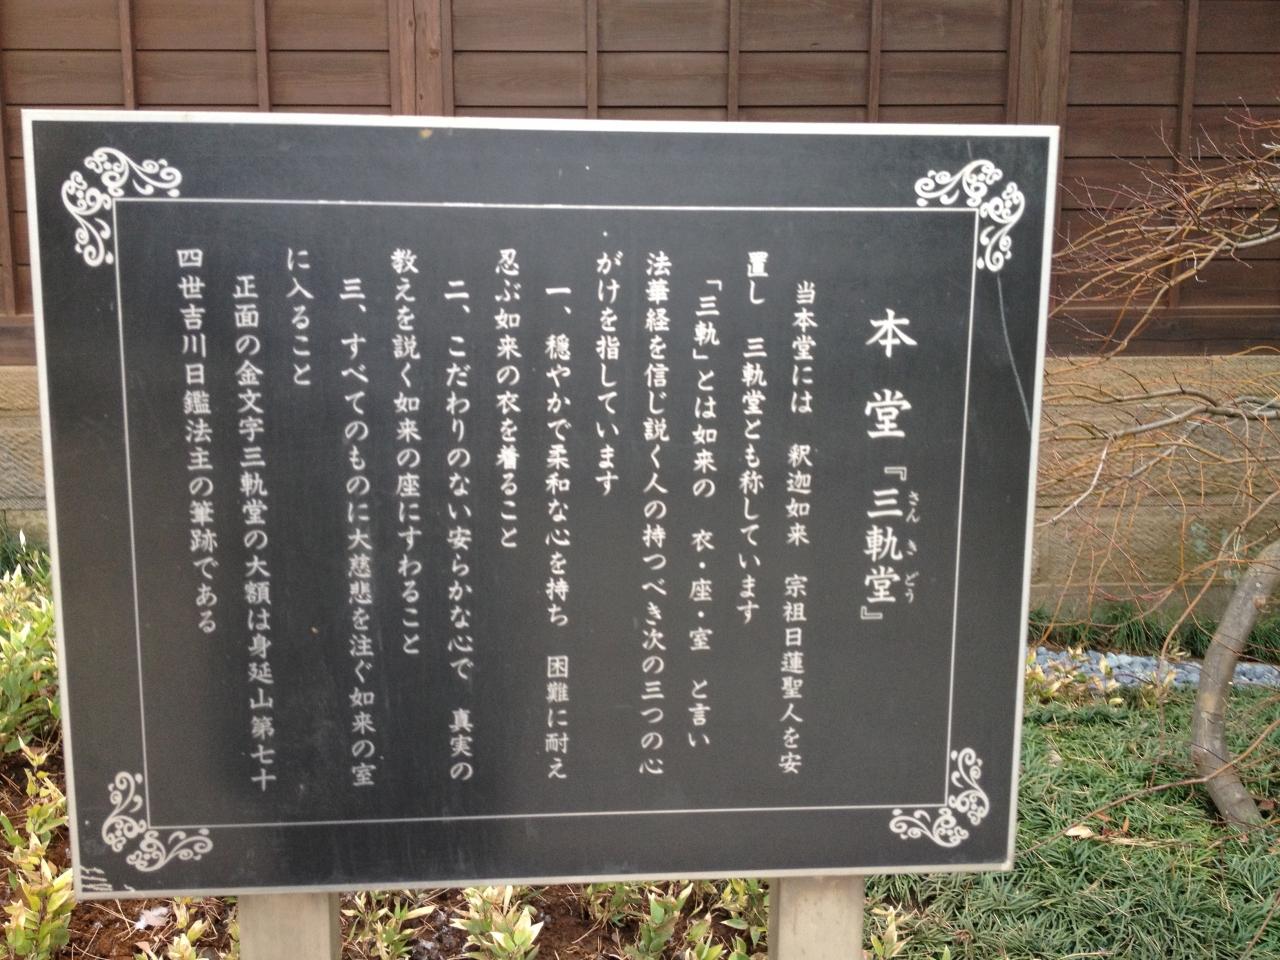 本堂『三軌堂』
さんきどう
当本堂には 釈迦如来 宗祖日蓮聖人を安
置し 三軌堂とも称しています
「三軌」とは如来の 衣・座・室 と言い
法華経を信じ説く人の持つべき次の三つの心
がけを指しています
一、穏やかで柔和な心を持ち 困難に耐え
忍ぶ如来の衣を着ること
二、こだわりのない安らかな心で 真実の
教えを説く如来の座にすわること
三、すべてのものに大慈悲を注ぐ如来の室
に入ること
正面の金文字三軌堂の大額は身延山第七十
四世吉川日鑑法主の筆跡である